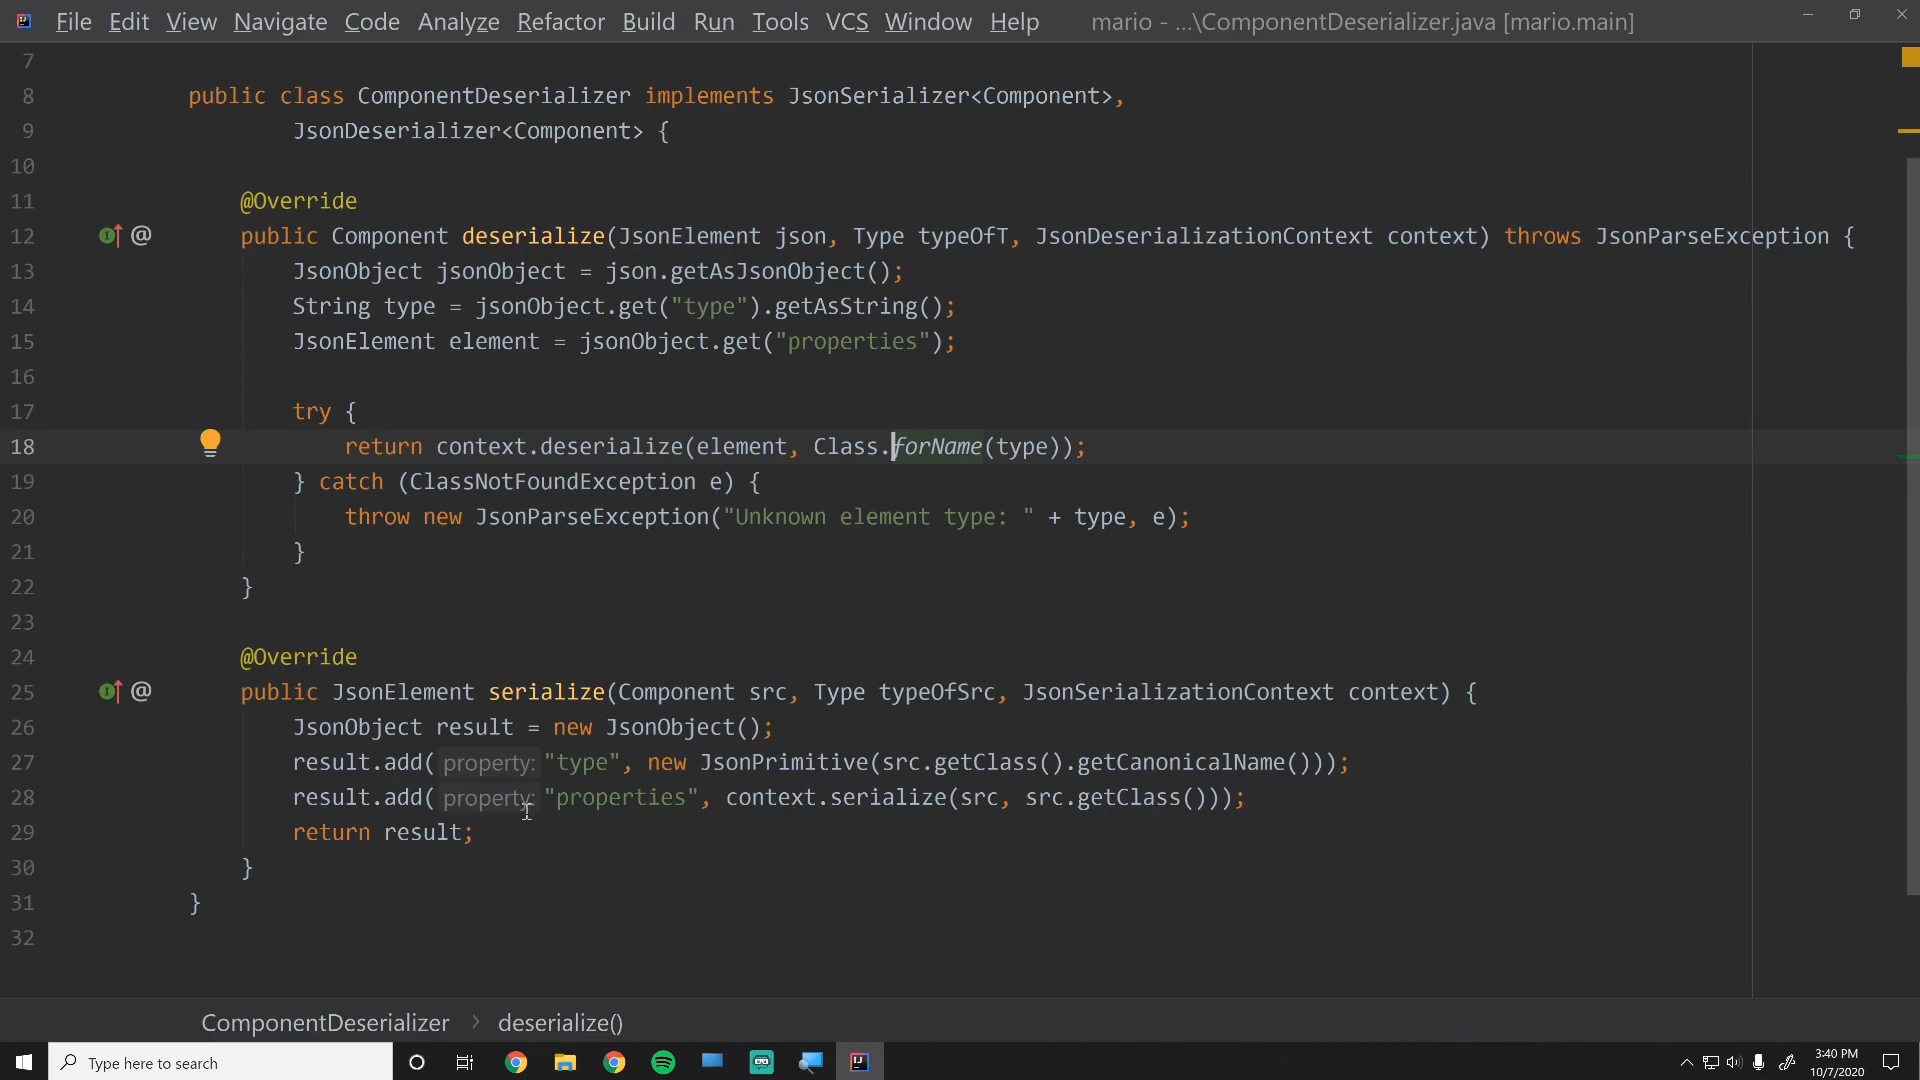 File Edit View Navigate Code Analyze Refactor Build Run Tools VCS Window Help mario - ...\ComponentDeserializer.java [mario.main]
7
8 public class ComponentDeserializer implements JsonSerializer<Component>,
9 JsonDeserializer<Component> {
10
11 @Override
12 @ public Component deserialize(JsonElement json, Type typeOfT, JsonDeserializationContext context) throws JsonParseException {
13 JsonObject jsonObject = json.getAsJsonObject();
14 String type = jsonObject.get("type").getAsString();
15 JsonElement element = jsonObject.get("properties");
16
17 try {
18 return context.deserialize(element, Class.forName(type));
19 } catch (ClassNotFoundException e) {
20 throw new JsonParseException("Unknown element type: " + type, e);
21 }
22 }
23
24 @Override
25 @ public JsonElement serialize(Component src, Type typeOfSrc, JsonSerializationContext context) {
26 JsonObject result = new JsonObject();
27 result.add( property: "type", new JsonPrimitive(src.getClass().getCanonicalName()));
28 result.add( property: "properties", context.serialize(src, src.getClass()));
29 return result;
30 }
31 }
32
ComponentDeserializer > deserialize()
Type here to search
3:40 PM
10/7/2020